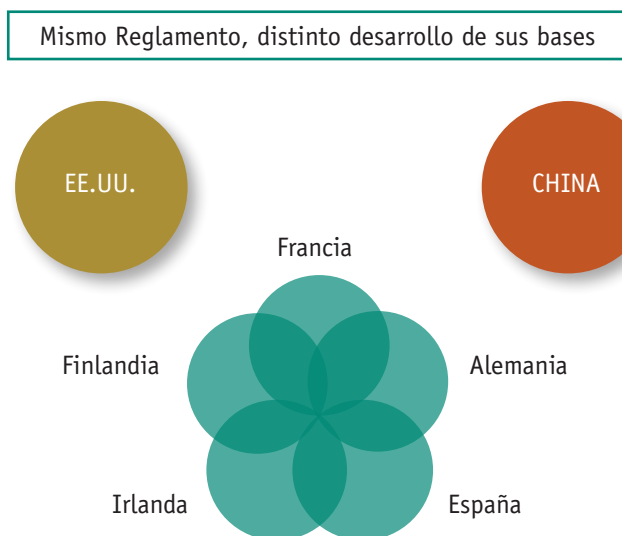 Mismo Reglamento, distinto desarrollo de sus bases
EE.UU.
CHINA
Francia
Finlandia
Alemania
Irlanda
España